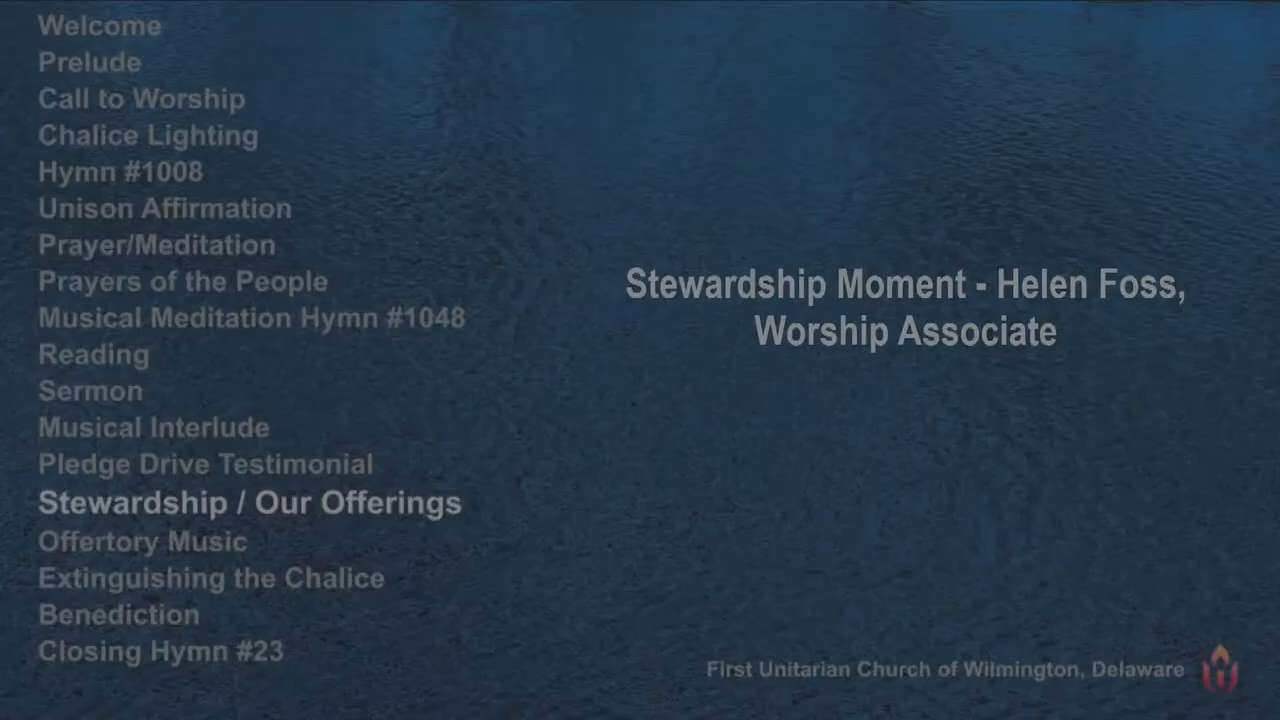 Welcome
Prelude
Call to Worship
Chalice Lighting
Hymn #1008
Unison Affirmation
Prayer/Meditation
Prayers of the People
Musical Meditation Hymn #1048
Reading
Sermon
Musical Interlude
Pledge Drive Testimonial
Stewardship / Our Offerings
Offertory Music
Extinguishing the Chalice
Benediction
Closing Hymn #23
Stewardship Moment - Helen Foss,
Worship Associate
First Unitarian Church of Wilmington, Delaware